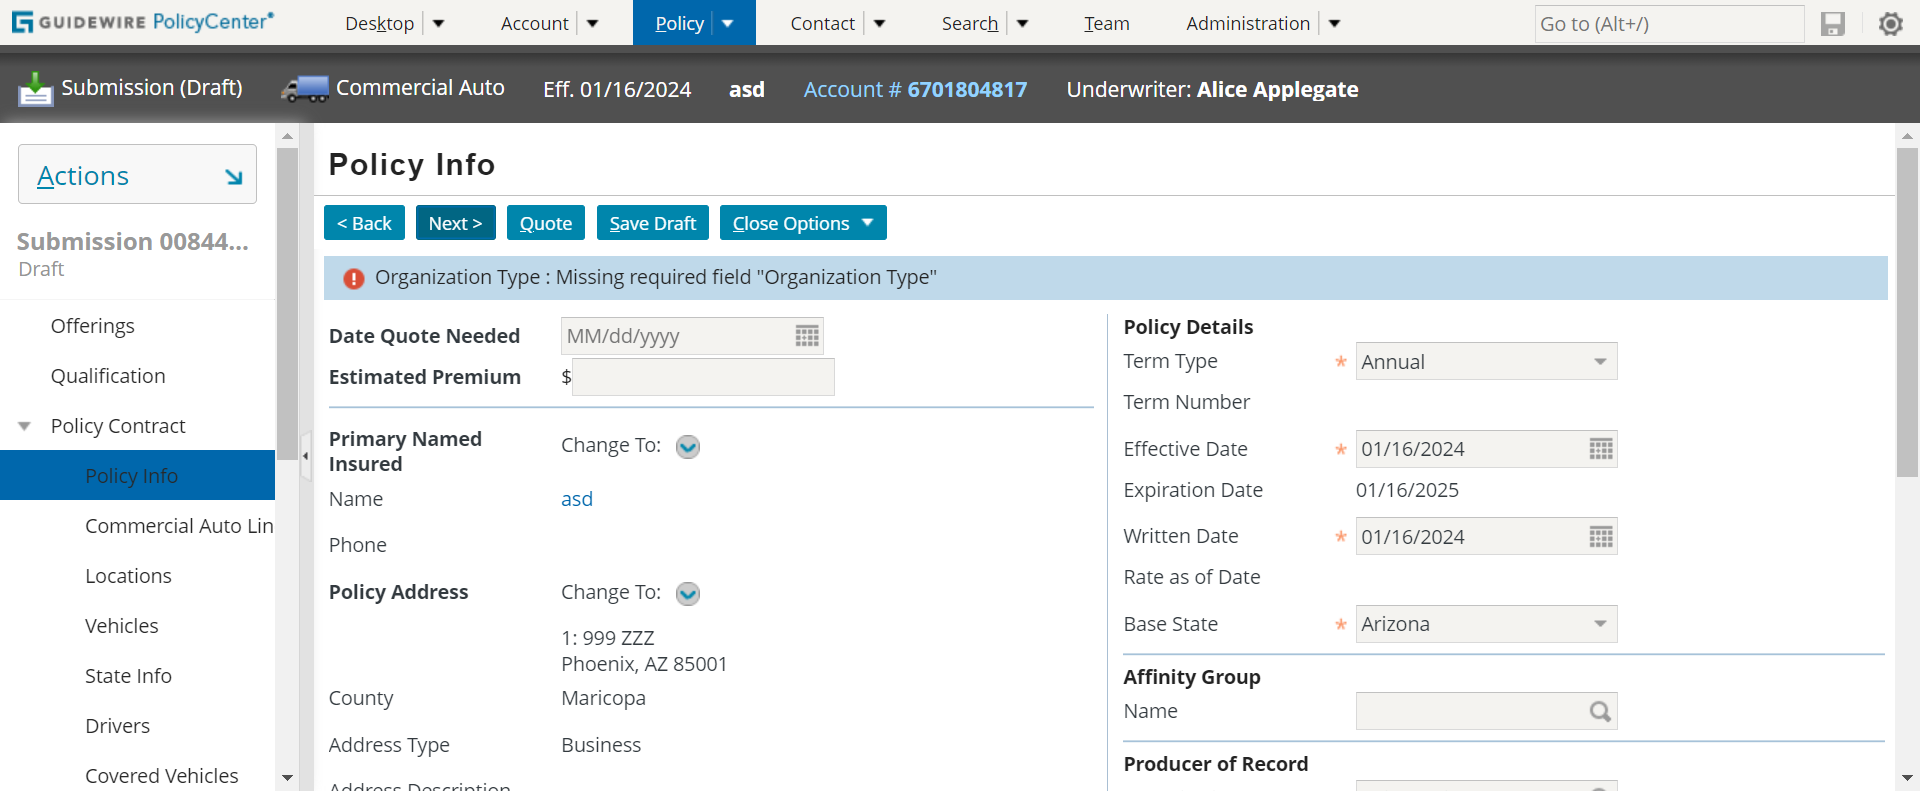 GUIDEWIRE PolicyCenter®
Desktop
Account
Policy
Contact
Search
Team
Administration
Go to (Alt+/)
Submission (Draft)
Commercial Auto
Eff. 01/16/2024
asd
Account # 6701804817
Underwriter: Alice Applegate
Actions
Submission 00844...
Draft
Offerings
Qualification
Policy Contract
Policy Info
Commercial Auto Lin
Locations
Vehicles
State Info
Drivers
Covered Vehicles
Policy Info
< Back
Next >
Quote
Save Draft
Close Options
Organization Type : Missing required field "Organization Type"
Date Quote Needed
MM/dd/yyyy
Estimated Premium
$
Primary Named
Insured
Change To:
Name
asd
Phone
Policy Address
Change To:
1: 999 ZZZ
Phoenix, AZ 85001
County
Maricopa
Address Type
Business
Address Description
Policy Details
Term Type
* Annual
Term Number
Effective Date
* 01/16/2024
Expiration Date
01/16/2025
Written Date
* 01/16/2024
Rate as of Date
Base State
* Arizona
Affinity Group
Name
Producer of Record